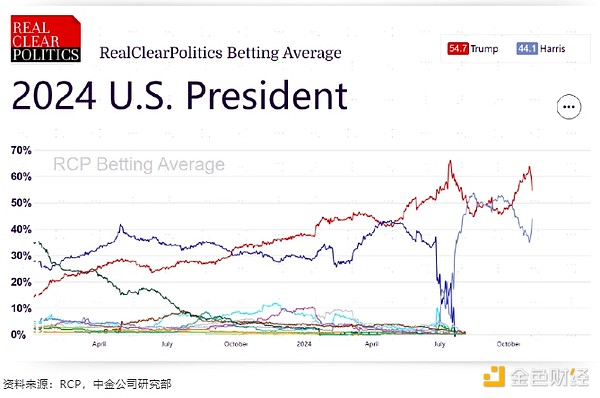 REAL
CLEAR
POLITICS
RealClearPolitics Betting Average
54.7 Trump 44.1 Harris
2024 U.S. President
70%
RCP Betting Average
60%
50%
40%
30%
20%
10%
0%
April July October 2024 April July October
资料来源:RCP,中金公司研究部
金色财经